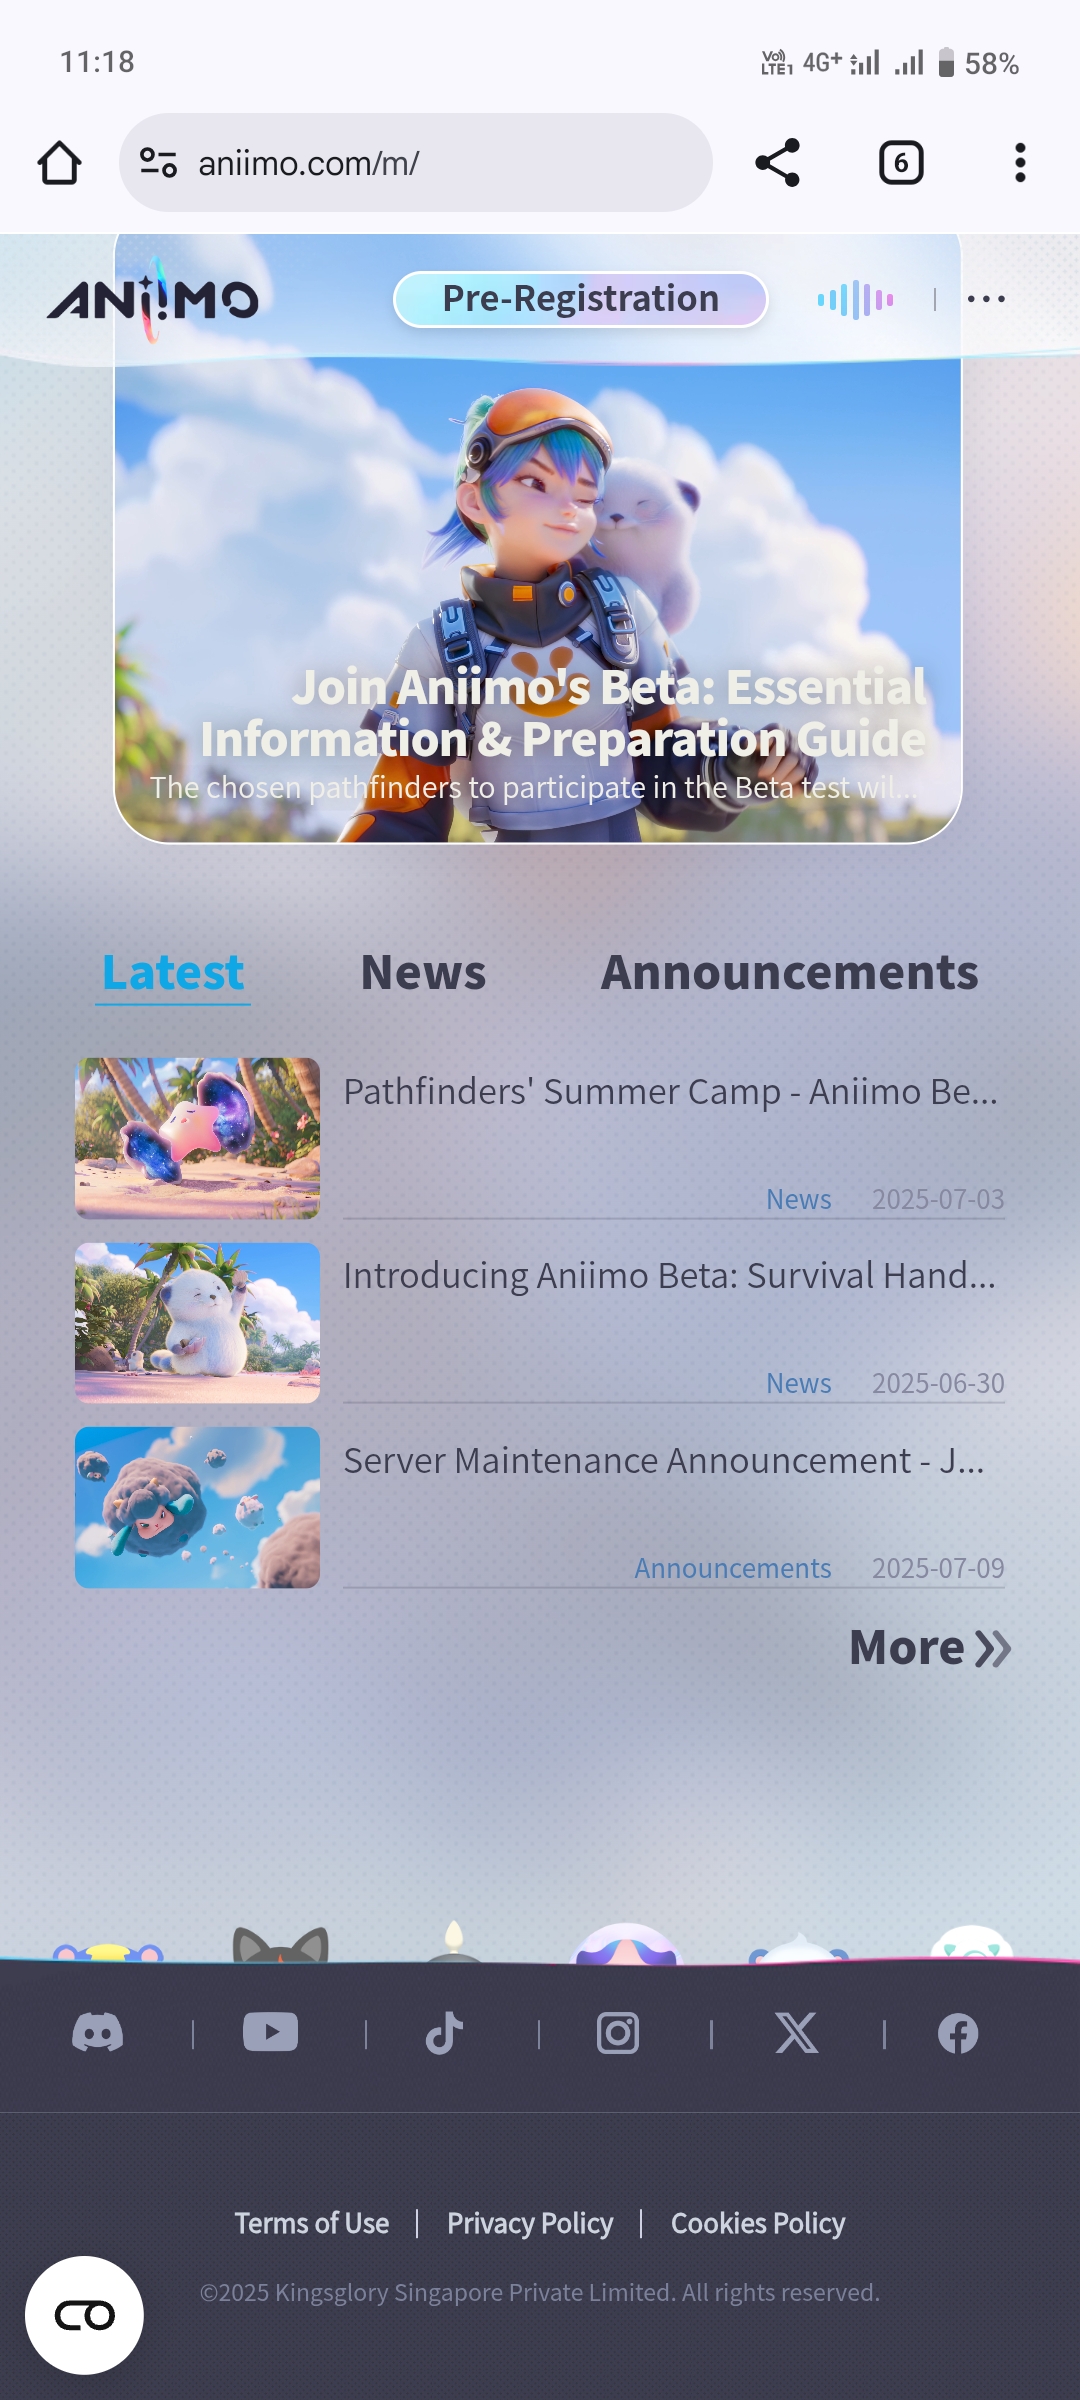 11:18
VoLTE1 4G+ 58%
aniimo.com/m/
6
ANiiMO
Pre-Registration
Join Aniimo's Beta: Essential
Information & Preparation Guide
The chosen pathfinders to participate in the Beta test wil...
Latest
News
Announcements
Pathfinders' Summer Camp - Aniimo Be...
News 2025-07-03
Introducing Aniimo Beta: Survival Hand...
News 2025-06-30
Server Maintenance Announcement - J...
Announcements 2025-07-09
More
Terms of Use | Privacy Policy | Cookies Policy
©2025 Kingsglory Singapore Private Limited. All rights reserved.